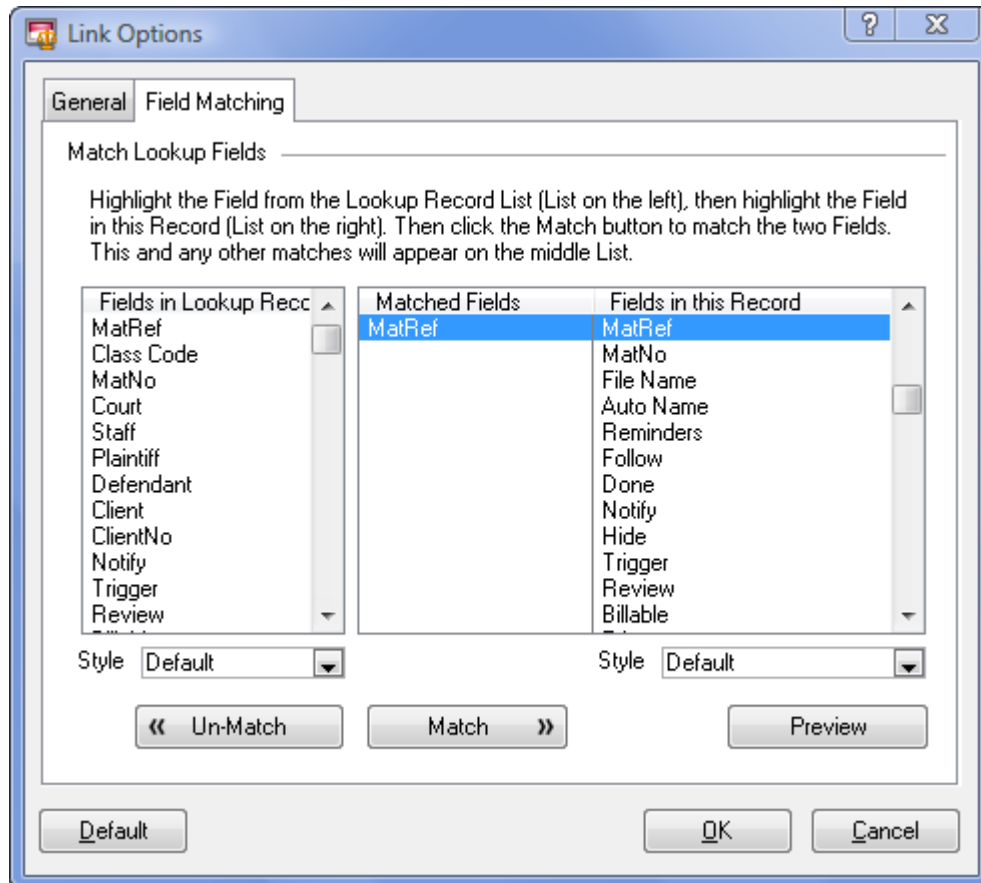 Link Options
General
Field Matching
Match Lookup Fields
Highlight the Field from the Lookup Record List (List on the left), then highlight the Field
in this Record (List on the right). Then click the Match button to match the two Fields.
This and any other matches will appear on the middle List.
Fields in Lookup Recc
MatRef
Class Code
MatNo
Court
Staff
Plaintiff
Defendant
Client
ClientNo
Notify
Trigger
Review
Matched Fields
MatRef
Fields in this Record
MatRef
MatNo
File Name
Auto Name
Reminders
Follow
Done
Notify
Hide
Trigger
Review
Billable
Style Default
Style Default
« Un-Match
Match »
Preview
Default
OK
Cancel